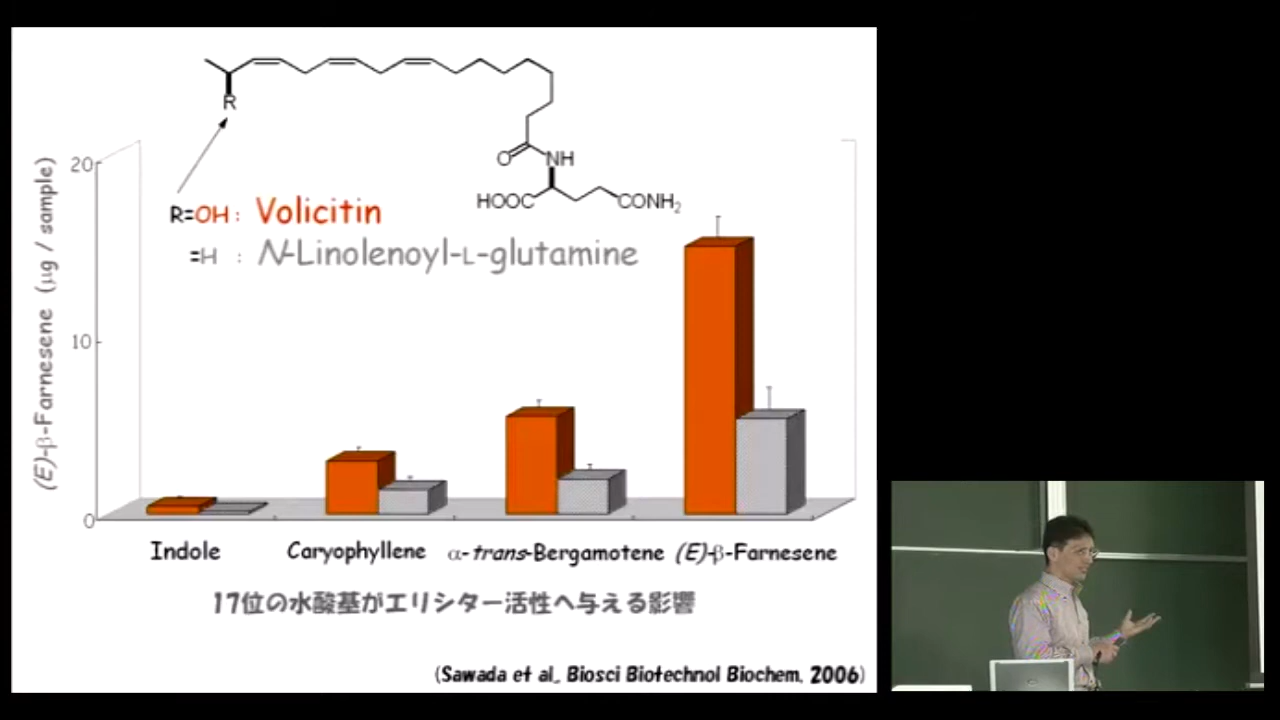 R
O
NH
HOOC
CONH₂
R=OH : Volicitin
=H : N-Linolenoyl-L-glutamine
(E)-β-Farnesene (μg / sample)
20
10
0
Indole
Caryophyllene
α-trans-Bergamotene
(E)-β-Farnesene
17位の水酸基がエリシター活性へ与える影響
(Sawada et al., Biosci Biotechnol Biochem, 2006)